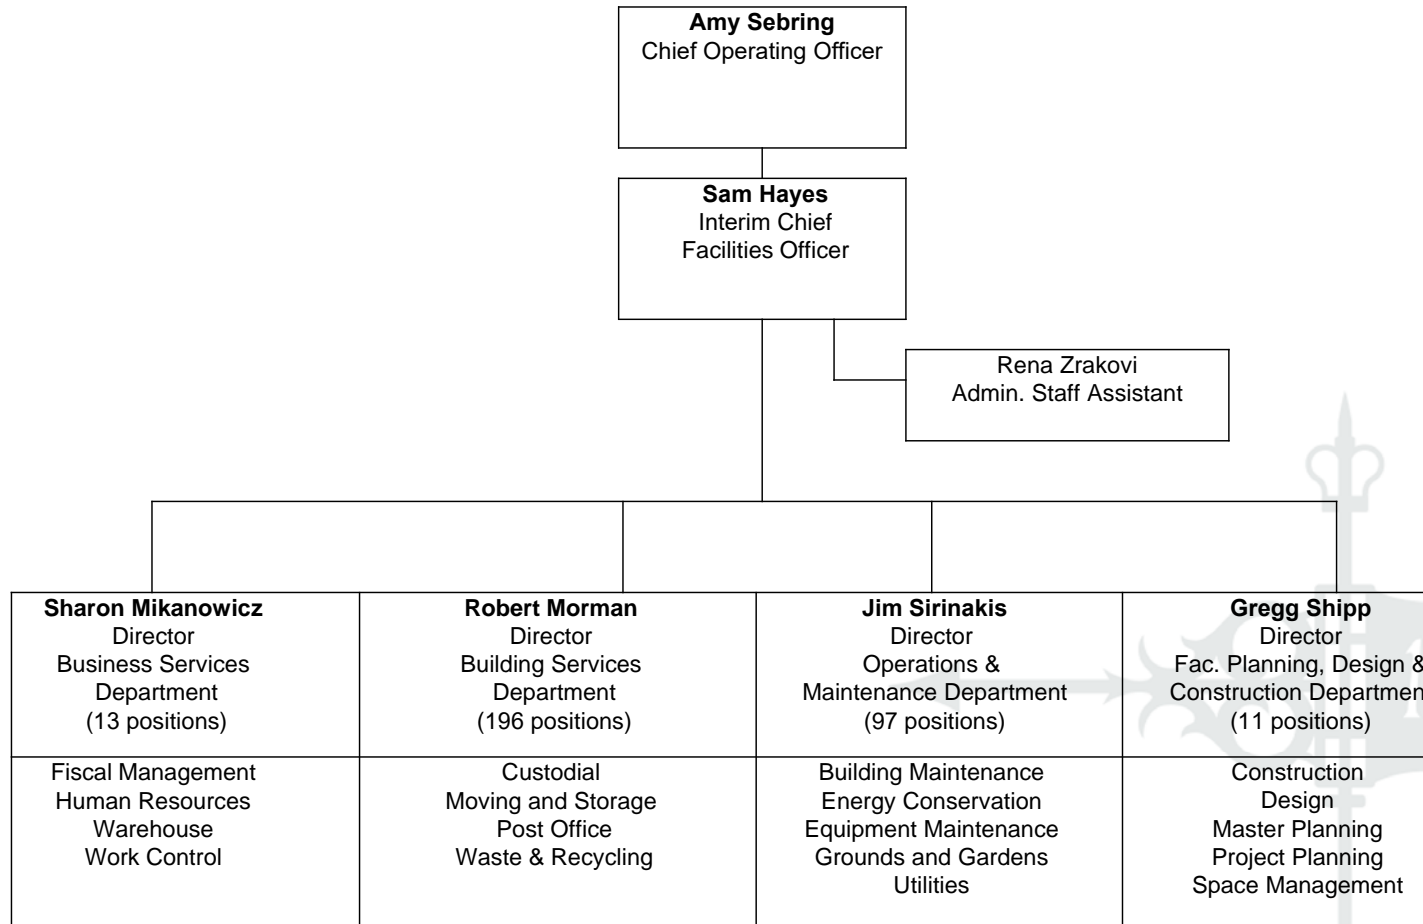 Amy Sebring
Chief Operating Officer
Sam Hayes
Interim Chief
Facilities Officer
Rena Zrakovi
Admin. Staff Assistant
Sharon Mikanowicz
Director
Business Services
Department
(13 positions)
Robert Morman
Director
Building Services
Department
(196 positions)
Jim Sirinakis
Director
Operations &
Maintenance Department
(97 positions)
Gregg Shipp
Director
Fac. Planning, Design &
Construction Departmen
(11 positions)
Fiscal Management
Human Resources
Warehouse
Work Control
Custodial
Moving and Storage
Post Office
Waste & Recycling
Building Maintenance
Energy Conservation
Equipment Maintenance
Grounds and Gardens
Utilities
Construction
Design
Master Planning
Project Planning
Space Management